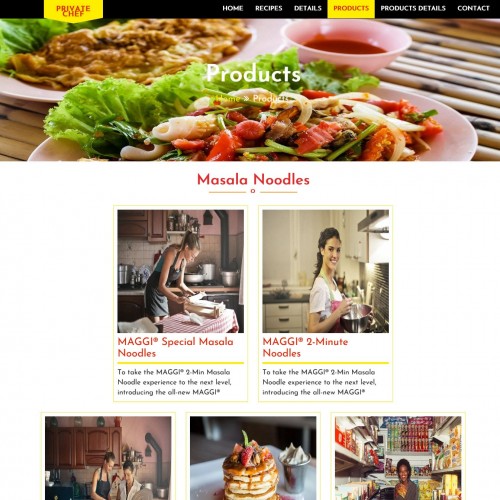 PRIVATE
CHEF
HOME RECIPES DETAILS PRODUCTS PRODUCTS DETAILS CONTACT
Products
Home » Products
Masala Noodles
MAGGI® Special Masala
Noodles
To take the MAGGI® 2-Min Masala
Noodle experience to the next level,
introducing the all-new MAGGI®
MAGGI® 2-Minute
Noodles
To take the MAGGI® 2-Min Masala
Noodle experience to the next level,
introducing the all-new MAGGI®